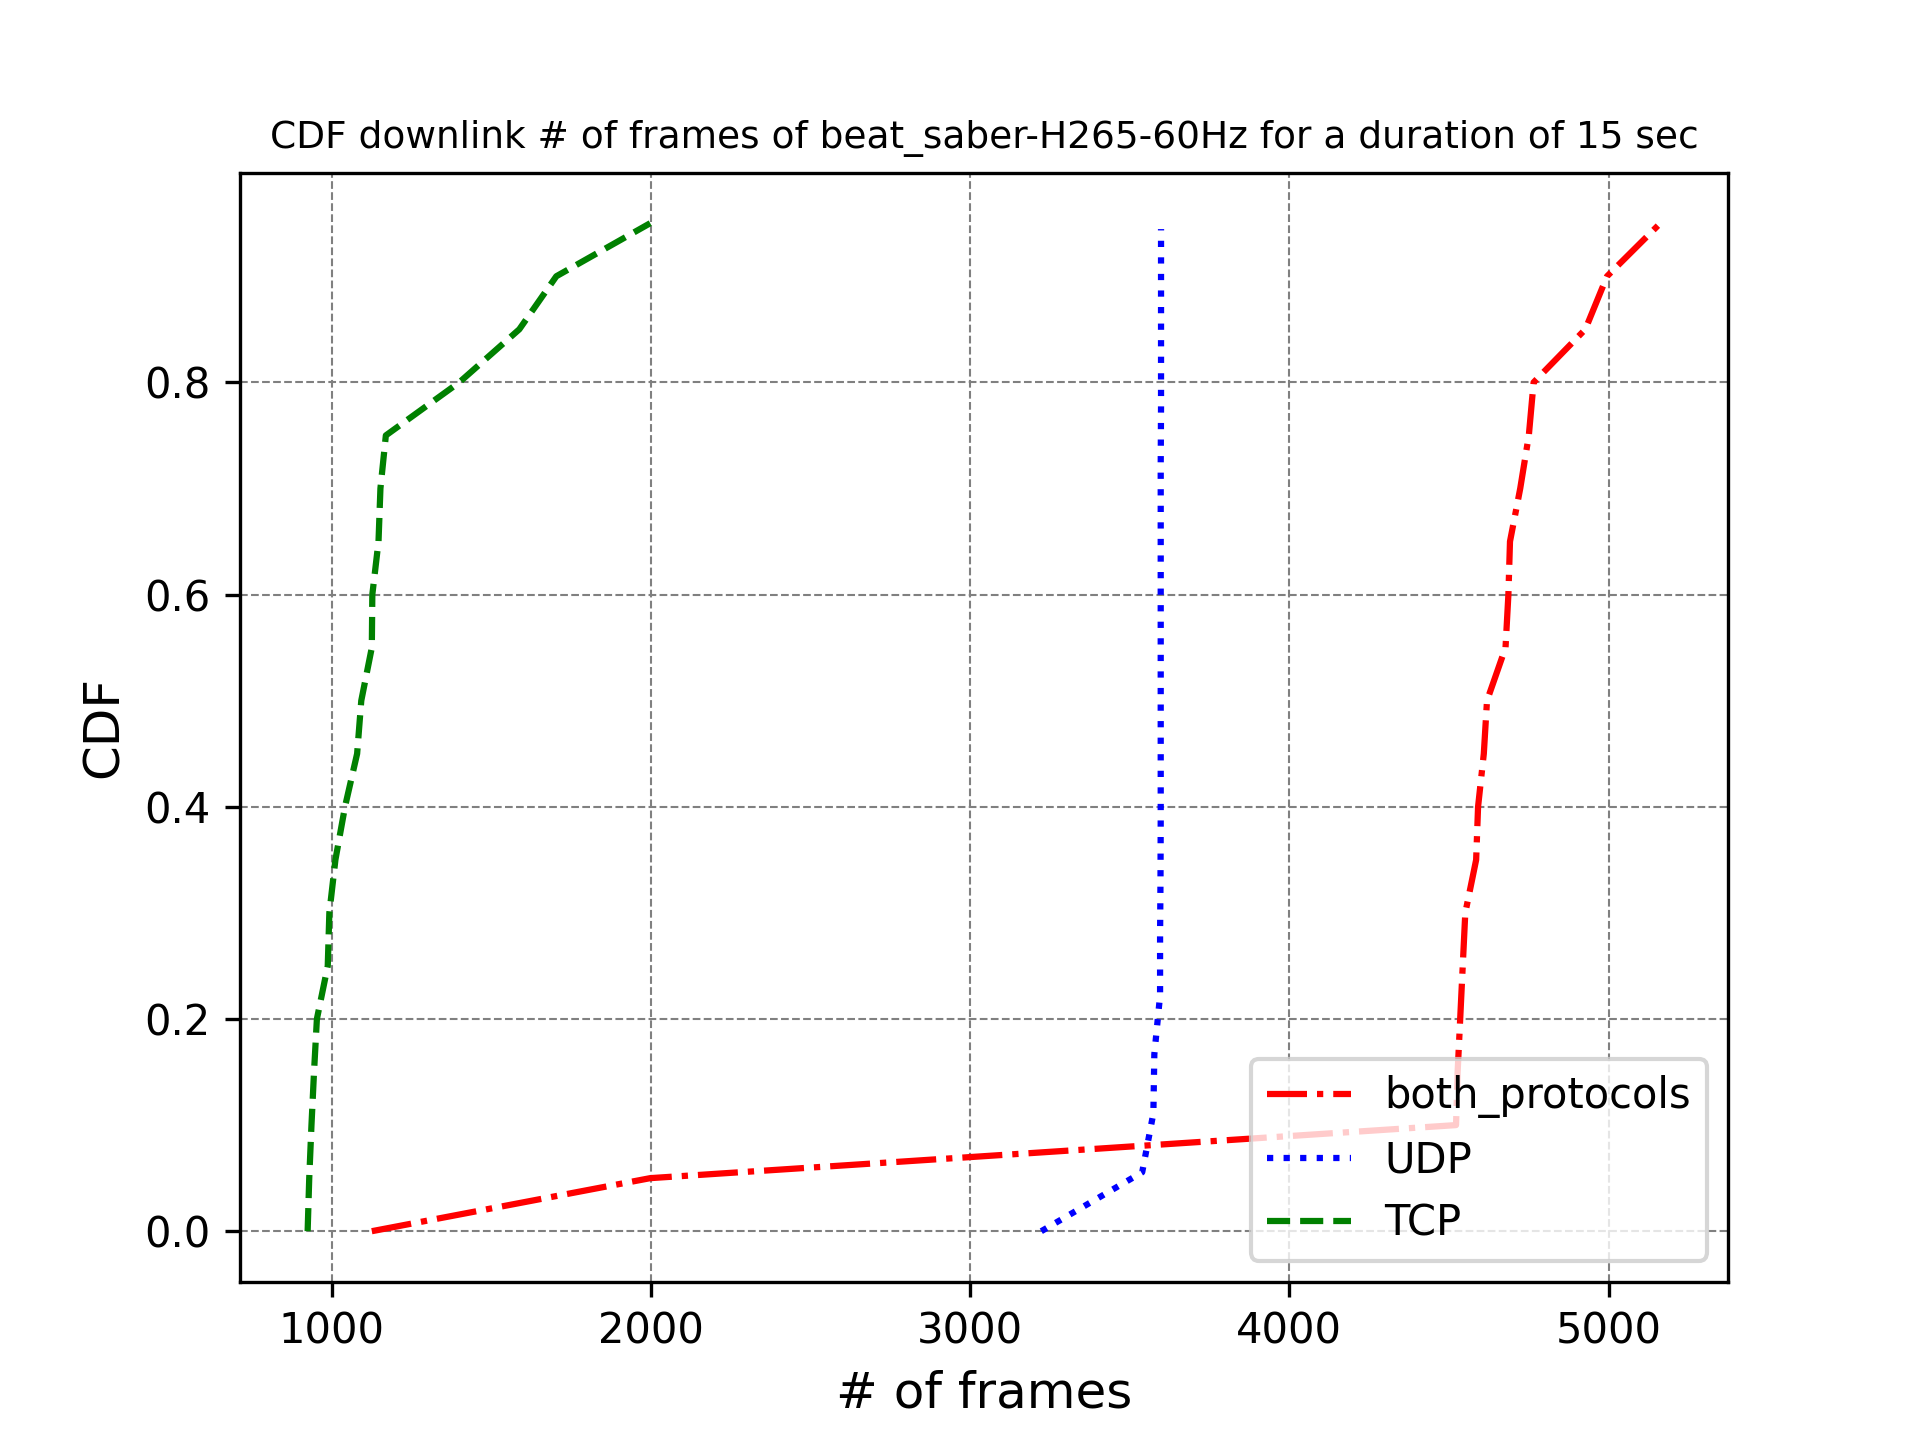 CDF downlink # of frames of beat_saber-H265-60Hz for a duration of 15 sec
CDF
0.8
0.6
0.4
0.2
0.0
both_protocols
UDP
TCP
1000 2000 3000 4000 5000
# of frames